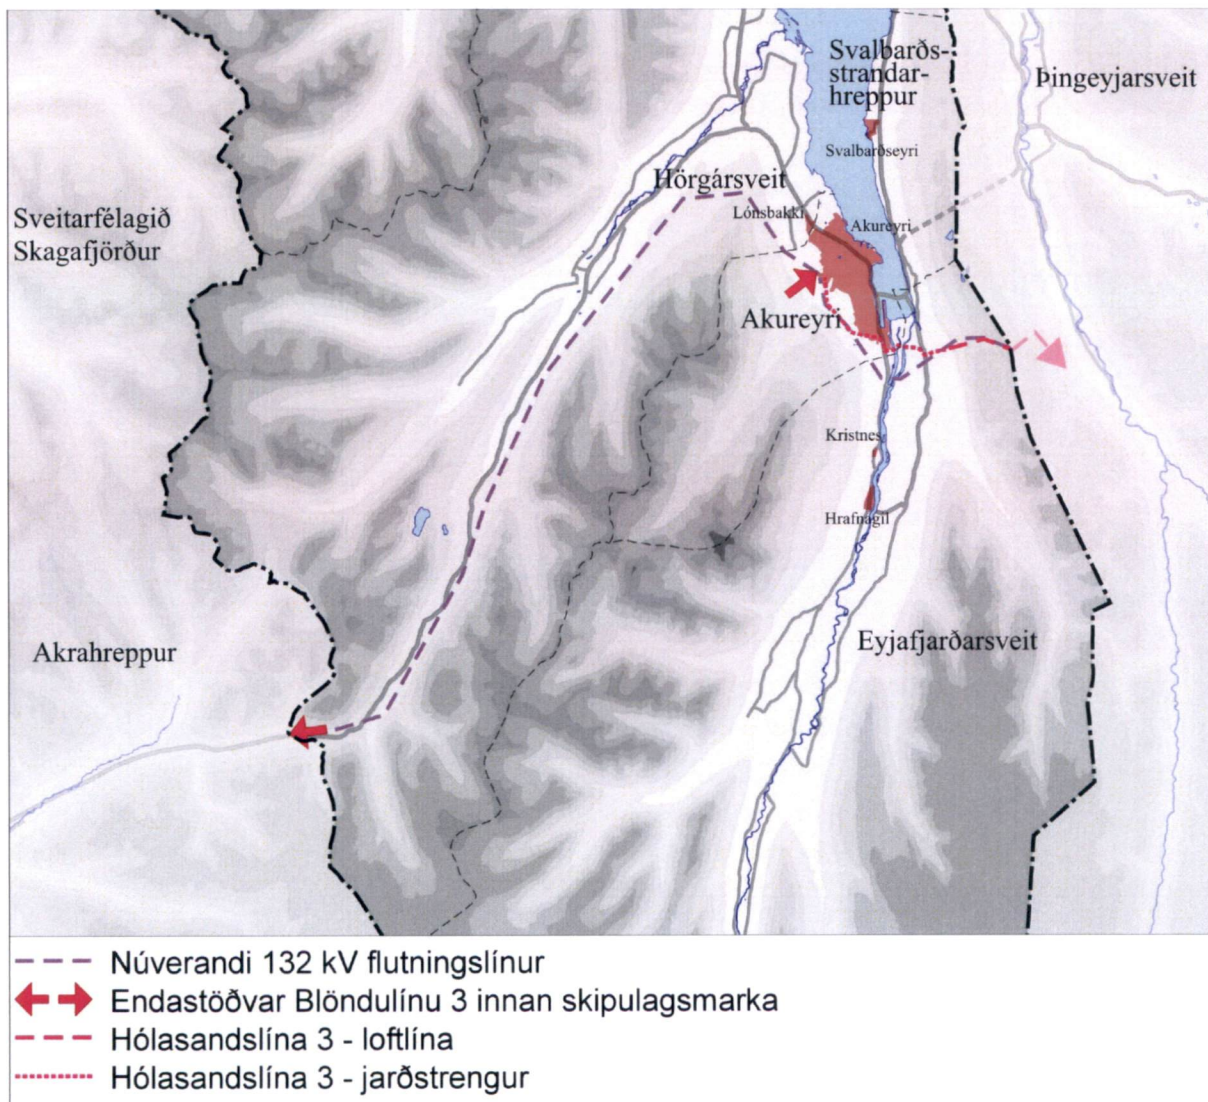 Svalbarðs-
strandar-
hreppur
Þingeyjarsveit
Svalbarðseyri
Hörgársveit
Sveitarfélagið
Skagafjörður
Lónsbakki
Akureyri
Akureyri
Kristnes
Hrafnagil
Eyjafjarðarsveit
Akrahreppur
Núverandi 132 kV flutningslínur
Endastöðvar Blöndulínu 3 innan skipulagsmarka
Hólasandslína 3 - loftlína
Hólasandslína 3 - jarðstrengur